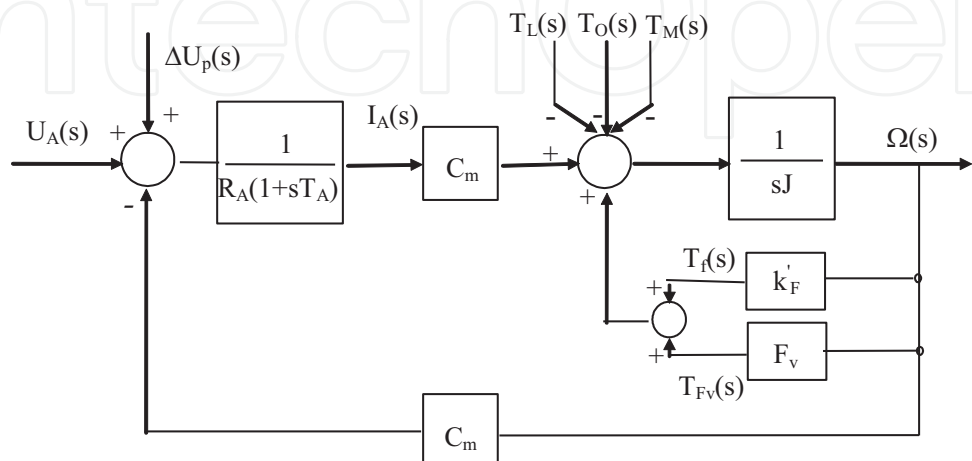 T_L(s) T_O(s) T_M(s)
ΔU_p(s)
U_A(s)
+
+
-
1
R_A(1+sT_A)
I_A(s)
C_m
+
-
-
-
+
1
sJ
Ω(s)
T_f(s)
k'_F
+
+
F_v
T_Fv(s)
C_m